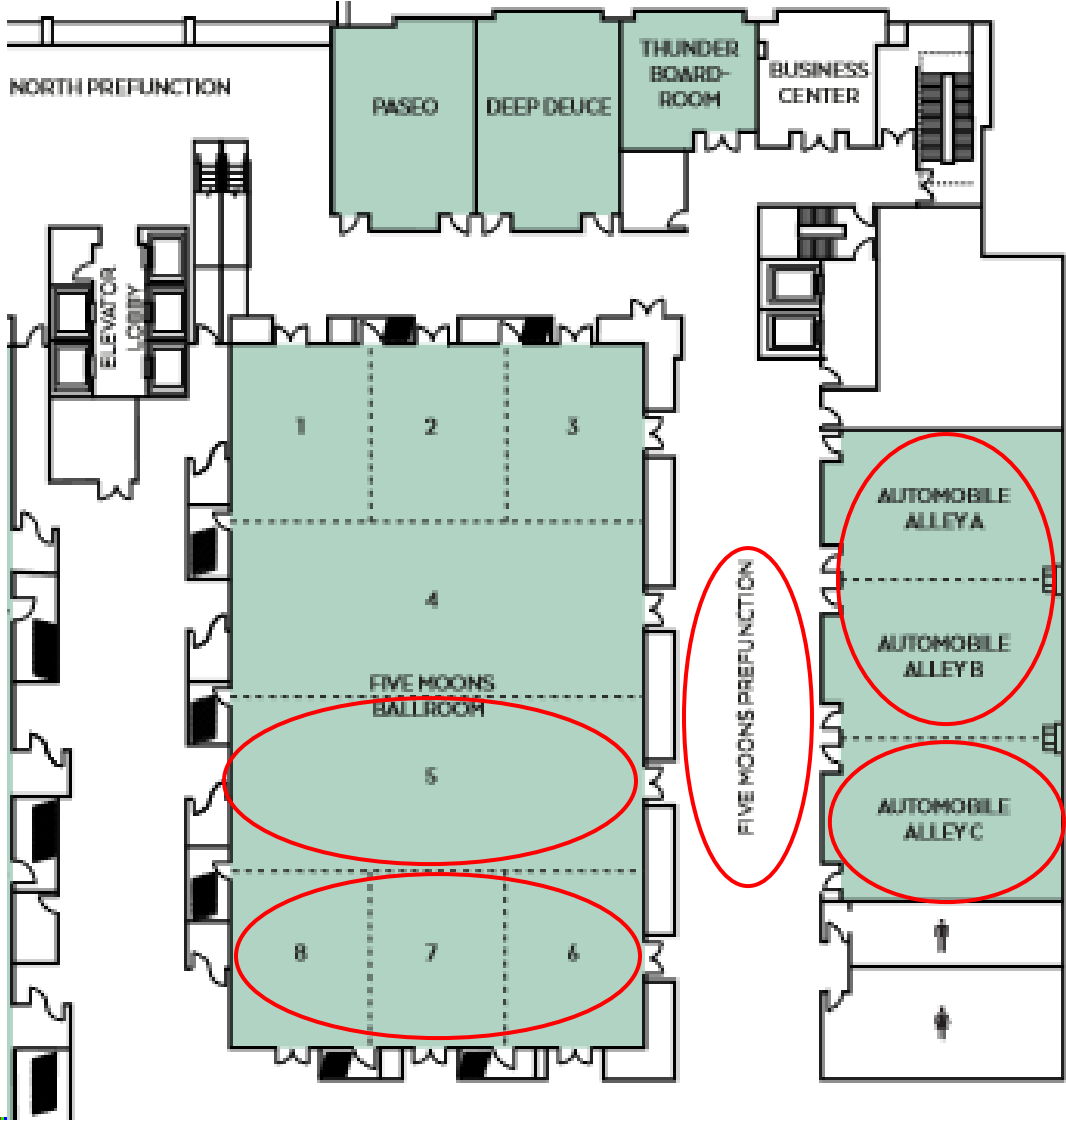 NORTH PREFUNCTION
PASEO
DEEP DEUCE
THUNDER
BOARD-
ROOM
BUSINESS
CENTER
ELEVATOR
LOBBY
1
2
3
4
FIVE MOONS
BALLROOM
5
8
7
6
FIVE MOONS PREFUNCTION
AUTOMOBILE
ALLEY A
AUTOMOBILE
ALLEY B
AUTOMOBILE
ALLEY C